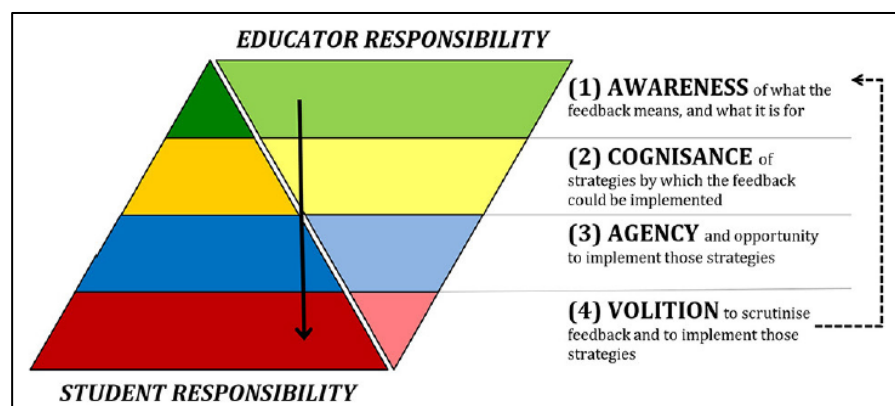 EDUCATOR RESPONSIBILITY
(1) AWARENESS of what the
feedback means, and what it is for
(2) COGNISANCE of
strategies by which the feedback
could be implemented
(3) AGENCY and opportunity
to implement those strategies
(4) VOLITION to scrutinise
feedback and to implement those
strategies
STUDENT RESPONSIBILITY